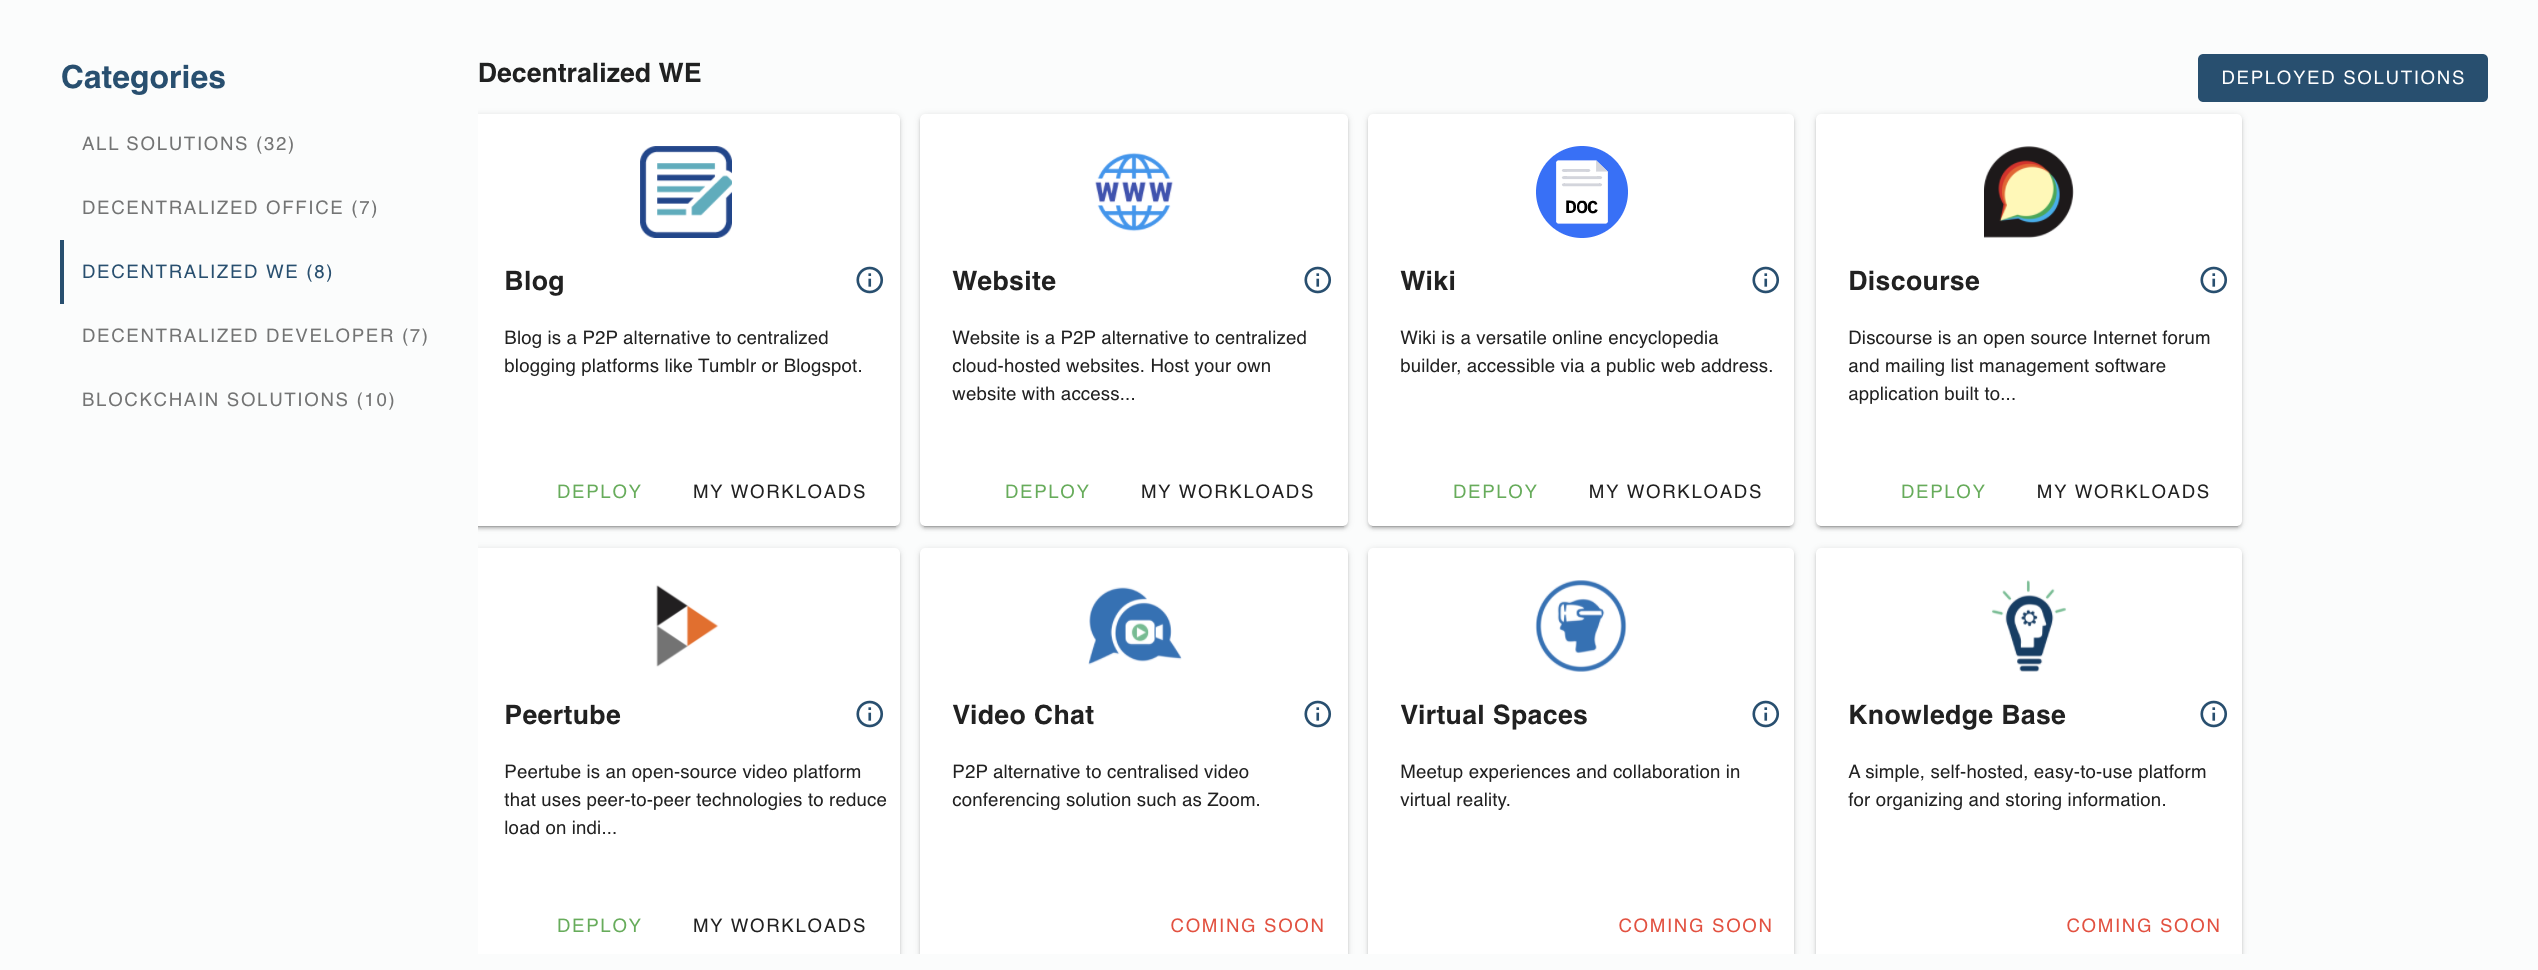 Categories
ALL SOLUTIONS (32)
DECENTRALIZED OFFICE (7)
DECENTRALIZED WE (8)
DECENTRALIZED DEVELOPER (7)
BLOCKCHAIN SOLUTIONS (10)
Decentralized WE
DEPLOYED SOLUTIONS
Blog
Blog is a P2P alternative to centralized
blogging platforms like Tumblr or Blogspot.
DEPLOY MY WORKLOADS
WWW
Website
Website is a P2P alternative to centralized
cloud-hosted websites. Host your own
website with access...
DEPLOY MY WORKLOADS
DOC
Wiki
Wiki is a versatile online encyclopedia
builder, accessible via a public web address.
DEPLOY MY WORKLOADS
Discourse
Discourse is an open source Internet forum
and mailing list management software
application built to...
DEPLOY MY WORKLOADS
Peertube
Peertube is an open-source video platform
that uses peer-to-peer technologies to reduce
load on indi...
DEPLOY MY WORKLOADS
Video Chat
P2P alternative to centralised video
conferencing solution such as Zoom.
COMING SOON
Virtual Spaces
Meetup experiences and collaboration in
virtual reality.
COMING SOON
Knowledge Base
A simple, self-hosted, easy-to-use platform
for organizing and storing information.
COMING SOON